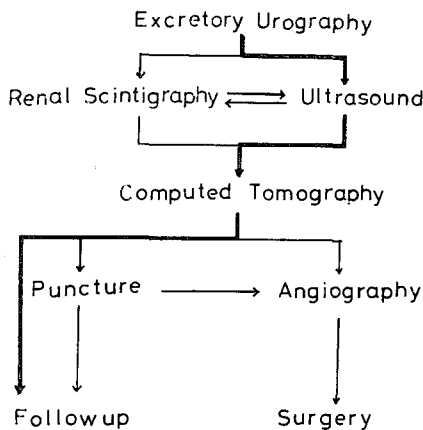 Excretory Urography
Renal Scintigraphy
Ultrasound
Computed Tomography
Puncture
Angiography
Followup
Surgery